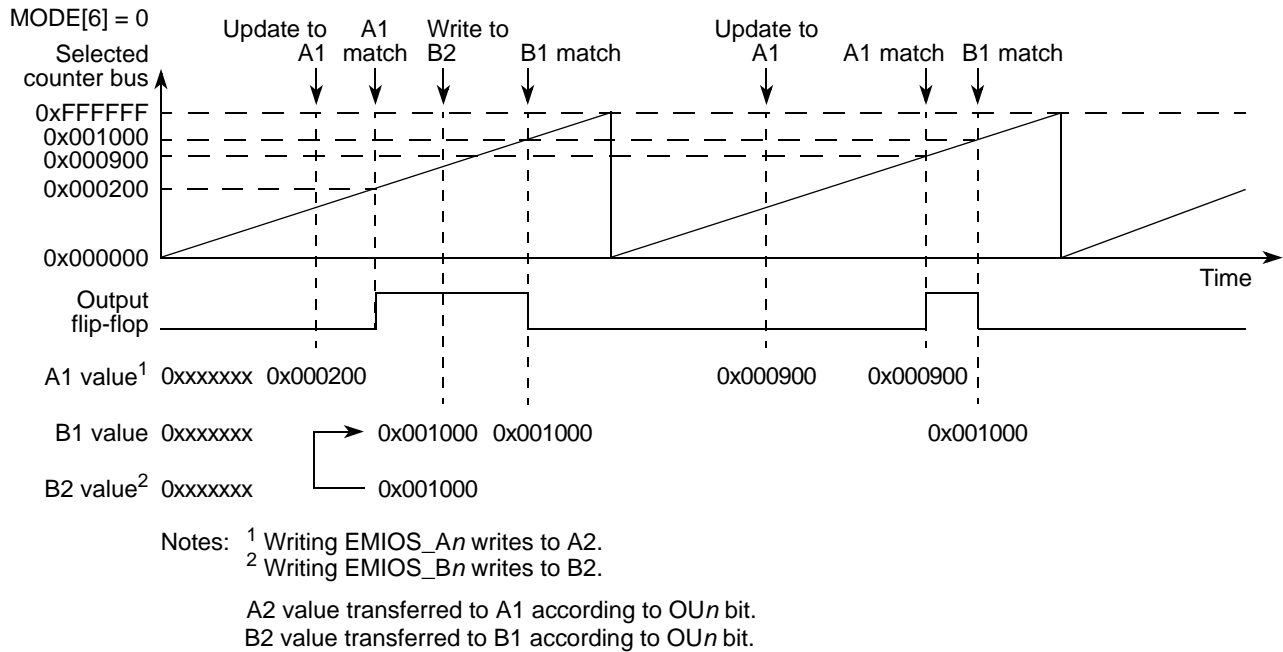 MODE[6] = 0
Update to A1
A1 match
Write to B2
B1 match
Update to A1
A1 match
B1 match
Selected counter bus
0xFFFFFF
0x001000
0x000900
0x000200
0x000000
Time
Output flip-flop
A1 value1 0xxxxxxx 0x000200 0x000900 0x000900
B1 value 0xxxxxxx 0x001000 0x001000 0x001000
B2 value2 0xxxxxxx 0x001000
Notes: 1 Writing EMIOS_An writes to A2.
2 Writing EMIOS_Bn writes to B2.
A2 value transferred to A1 according to OUn bit.
B2 value transferred to B1 according to OUn bit.